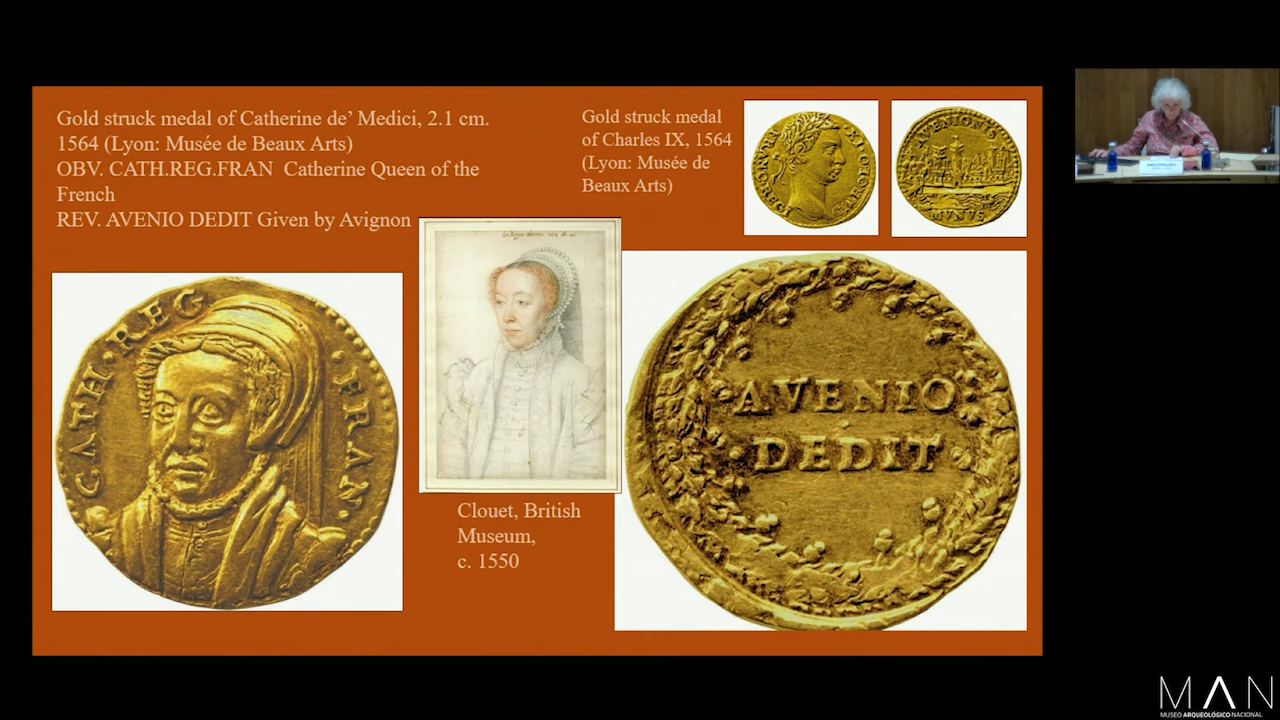 Gold struck medal of Catherine de’ Medici, 2.1 cm.
1564 (Lyon: Musée de Beaux Arts)
OBV. CATH.REG.FRAN Catherine Queen of the
French
REV. AVENIO DEDIT Given by Avignon
Gold struck medal
of Charles IX, 1564
(Lyon: Musée de
Beaux Arts)
MVNVS
CATH · REG · FRAN ·
AVENIO
· DEDIT ·
Clouet, British
Museum,
c. 1550
MAN
MUSEO ARQUEOLÓGICO NACIONAL